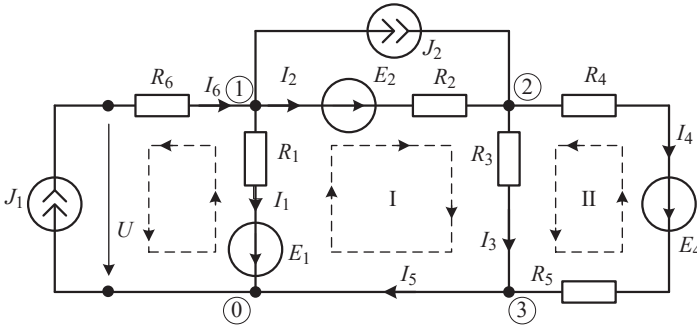 J2
R6 I6 1 I2 E2 R2 2 R4
R1 R3 I4
J1 U I1 I II
E1 I3 E4
I5 R5
0 3